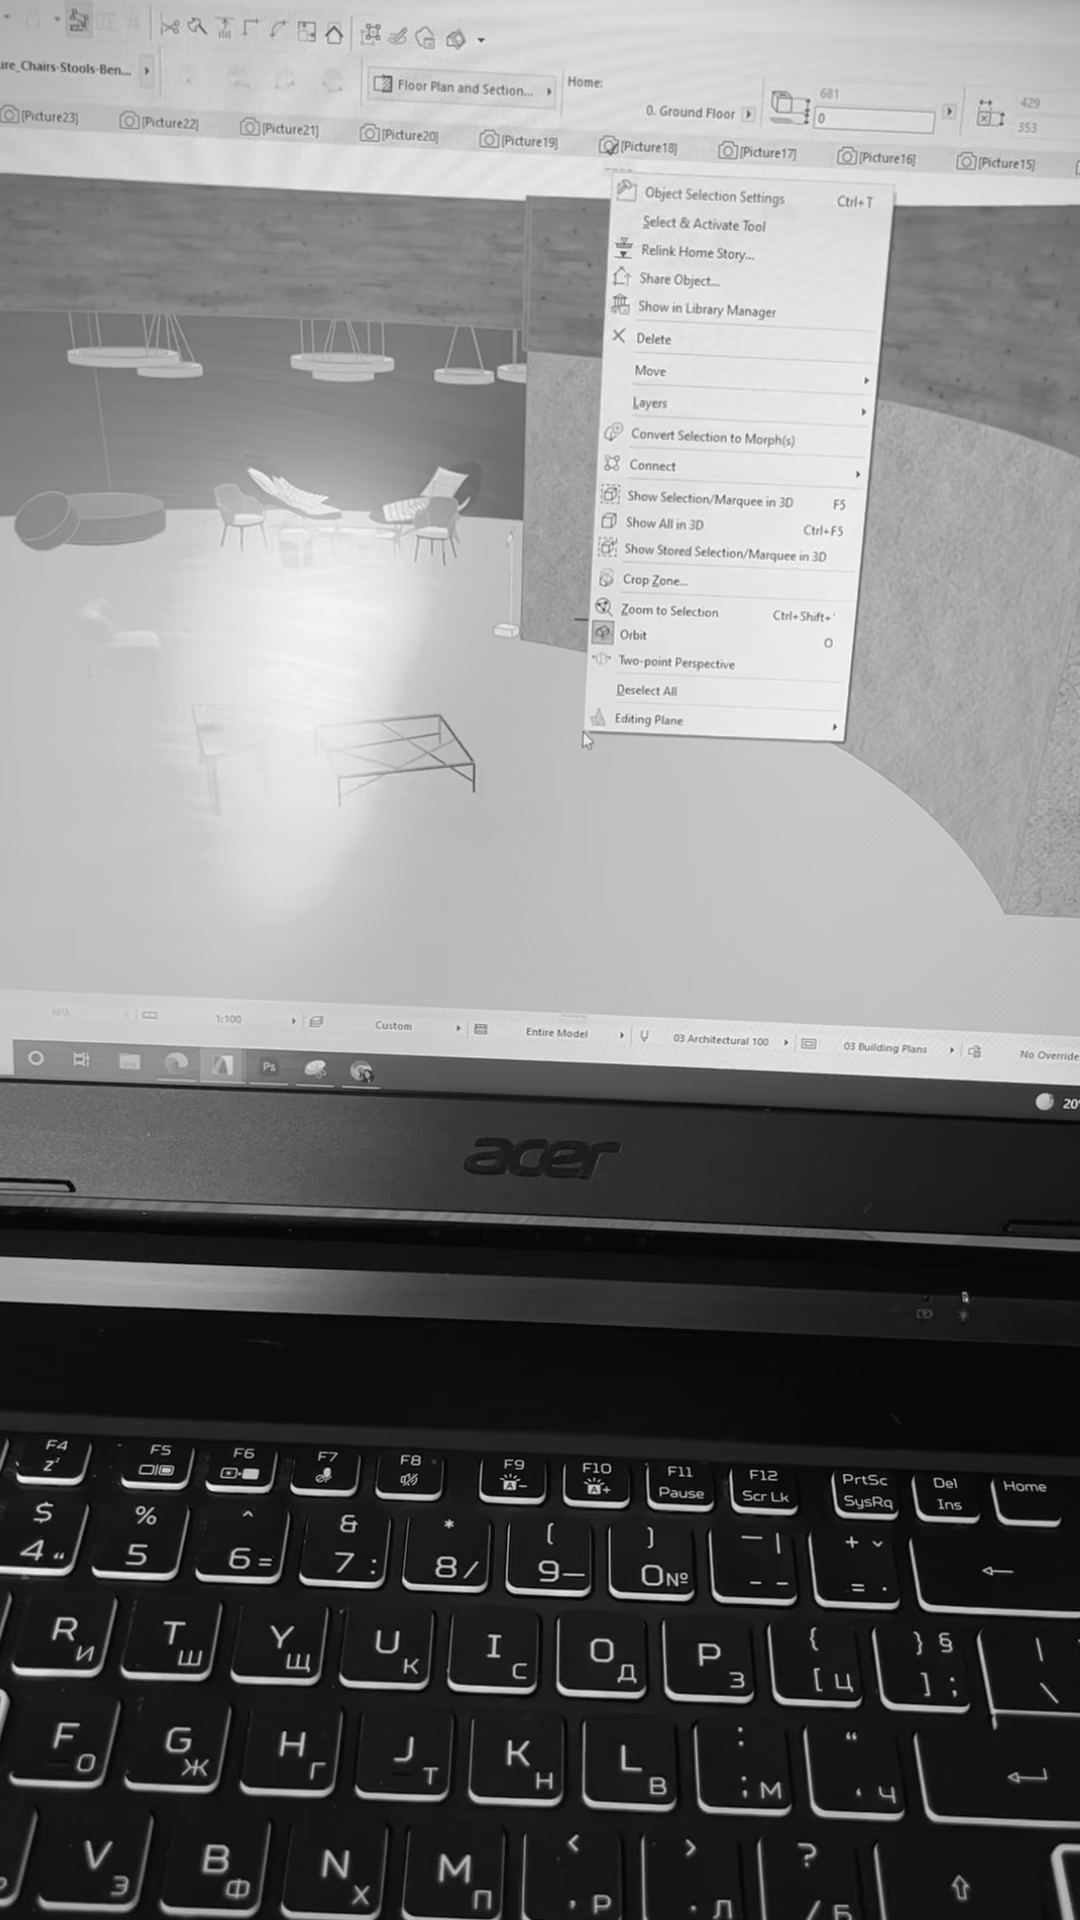 ure_Chairs-Stools-Ben...
Floor Plan and Section...
Home:
0. Ground Floor
681
0
429
353
[Picture23]
[Picture22]
[Picture21]
[Picture20]
[Picture19]
[Picture18]
[Picture17]
[Picture16]
[Picture15]
Object Selection Settings Ctrl+T
Select & Activate Tool
Relink Home Story...
Share Object...
Show in Library Manager
Delete
Move
Layers
Convert Selection to Morph(s)
Connect
Show Selection/Marquee in 3D F5
Show All in 3D Ctrl+F5
Show Stored Selection/Marquee in 3D
Crop Zone...
Zoom to Selection Ctrl+Shift+'
Orbit O
Two-point Perspective
Deselect All
Editing Plane
N/A
1:100
Custom
Entire Model
03 Architectural 100
03 Building Plans
No Override
Ps
20°
acer
F4 F5 F6 F7 F8 F9 F10 F11 F12 PrtSc Del Home
zᶻ A- A+ Pause Scr Lk SysRq Ins
$ % ^ & * ( ) — | + ˇ
4 „ 5 6 = 7 : 8 / 9 – 0 № - - = . ←
R T Y U I O P { } § |
И Ш Щ К С Д З [ Ц ] ; \
F G H J K L : “
О Ж Г Т Н В ; М ‘ Ч
V B N M < > ?
Э Ф Х П , Р . Л / Б